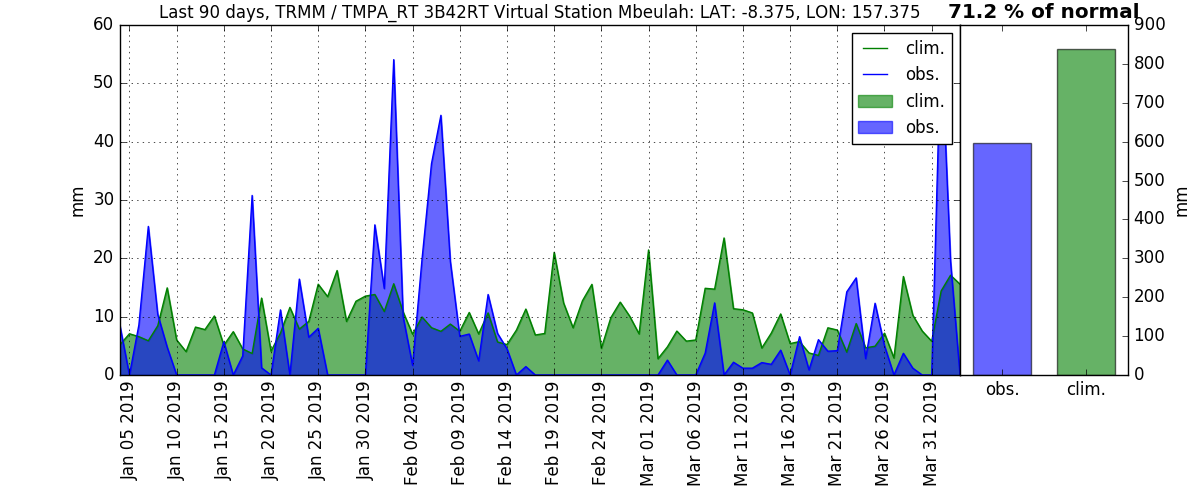 Last 90 days, TRMM / TMPA_RT 3B42RT Virtual Station Mbeulah: LAT: -8.375, LON: 157.375
71.2 % of normal
60
50
40
30
20
10
0
mm
clim.
obs.
clim.
obs.
Jan 05 2019
Jan 10 2019
Jan 15 2019
Jan 20 2019
Jan 25 2019
Jan 30 2019
Feb 04 2019
Feb 09 2019
Feb 14 2019
Feb 19 2019
Feb 24 2019
Mar 01 2019
Mar 06 2019
Mar 11 2019
Mar 16 2019
Mar 21 2019
Mar 26 2019
Mar 31 2019
900
800
700
600
500
400
300
200
100
0
mm
obs.
clim.